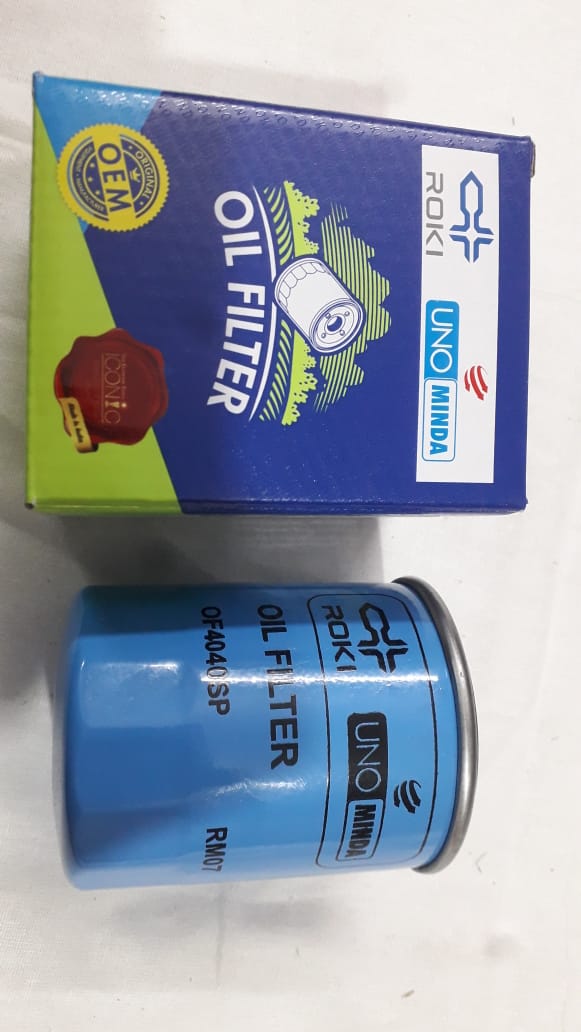 ROKI
UNO MINDA
OIL FILTER
ORIGINAL
OEM
ICONiC
ROKI
UNO MINDA
OIL FILTER
OF4040SP RM07